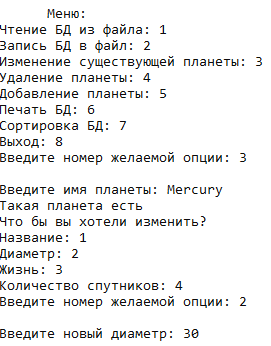 Меню:
Чтение БД из файла: 1
Запись БД в файл: 2
Изменение существующей планеты: 3
Удаление планеты: 4
Добавление планеты: 5
Печать БД: 6
Сортировка БД: 7
Выход: 8
Введите номер желаемой опции: 3
Введите имя планеты: Mercury
Такая планета есть
Что бы вы хотели изменить?
Название: 1
Диаметр: 2
Жизнь: 3
Количество спутников: 4
Введите номер желаемой опции: 2
Введите новый диаметр: 30